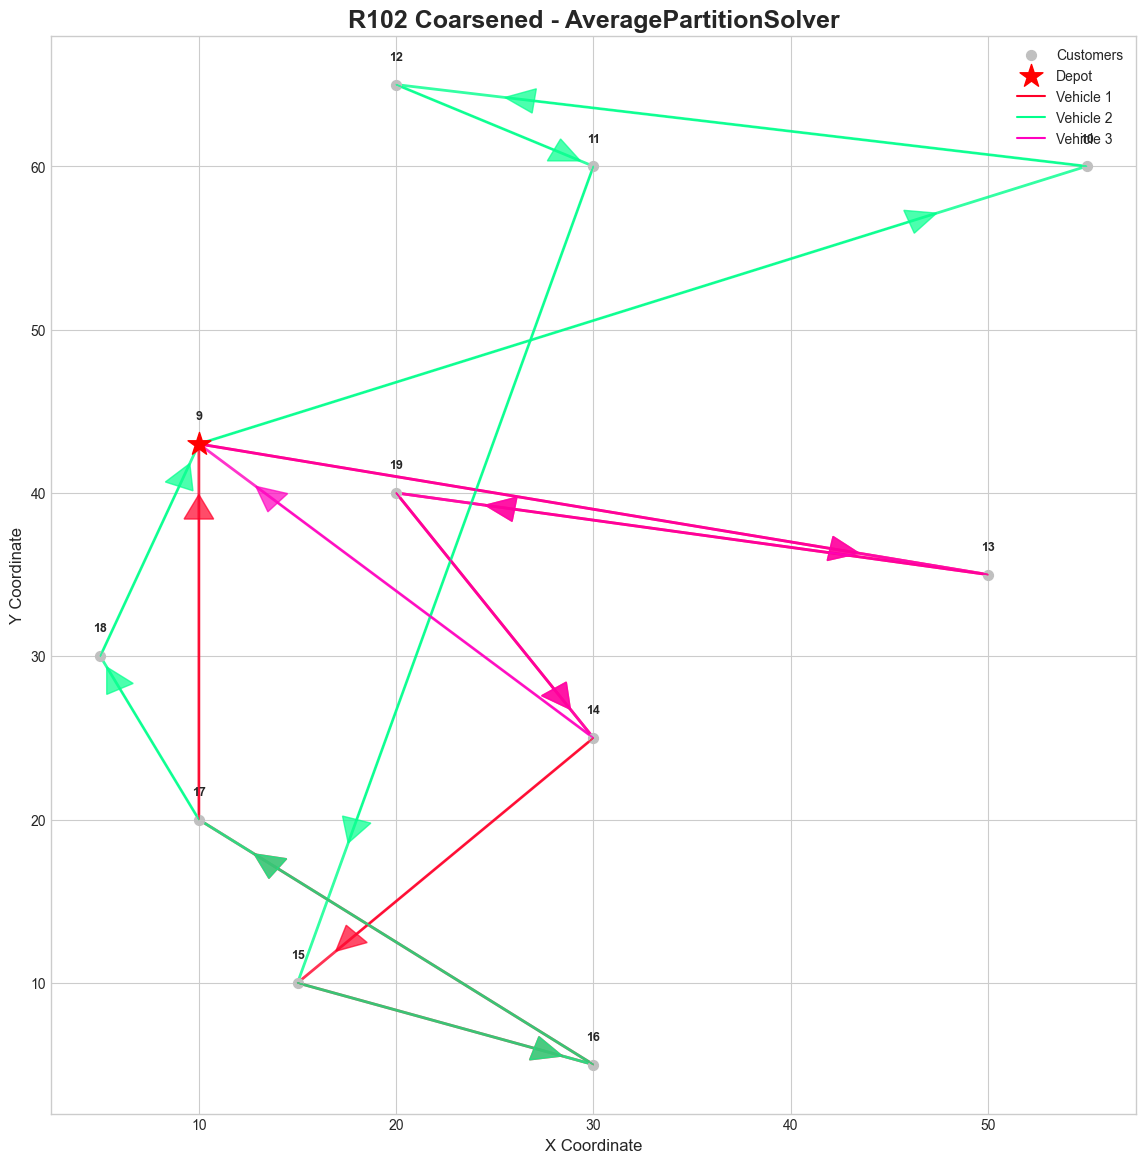 R102 Coarsened - AveragePartitionSolver
Customers
Depot
Vehicle 1
Vehicle 2
Vehicle 3
12
11
10
9
19
13
18
14
17
15
16
60
50
40
30
20
10
10
20
30
40
50
Y Coordinate
X Coordinate